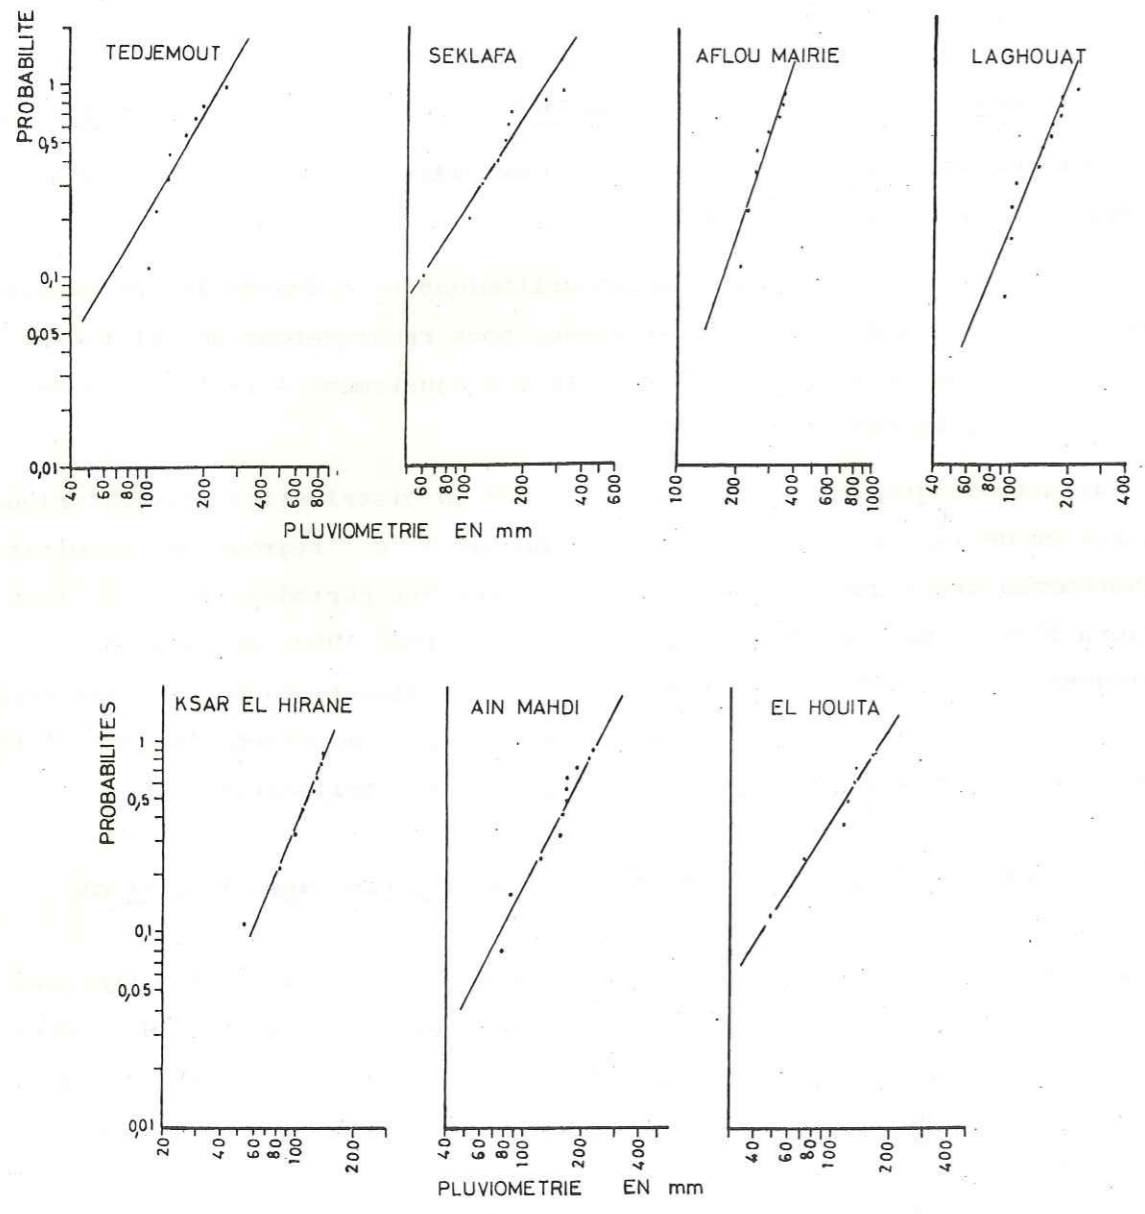 PROBABILITE
TEDJEMOUT
SEKLAFA
AFLOU MAIRIE
LAGHOUAT
1
0,5
0,1
0,05
0,01
40 60 80 100 200 400 600 800
60 80 100 200 400 600
100 200 400 600 800 1000
40 60 80 100 200 400
PLUVIOMETRIE EN mm
PROBABILITES
KSAR EL HIRANE
AIN MAHDI
EL HOUITA
1
0,5
0,1
0,05
0,01
20 40 60 80 100 200
40 60 80 100 200 400
40 60 80 100 200 400
PLUVIOMETRIE EN mm